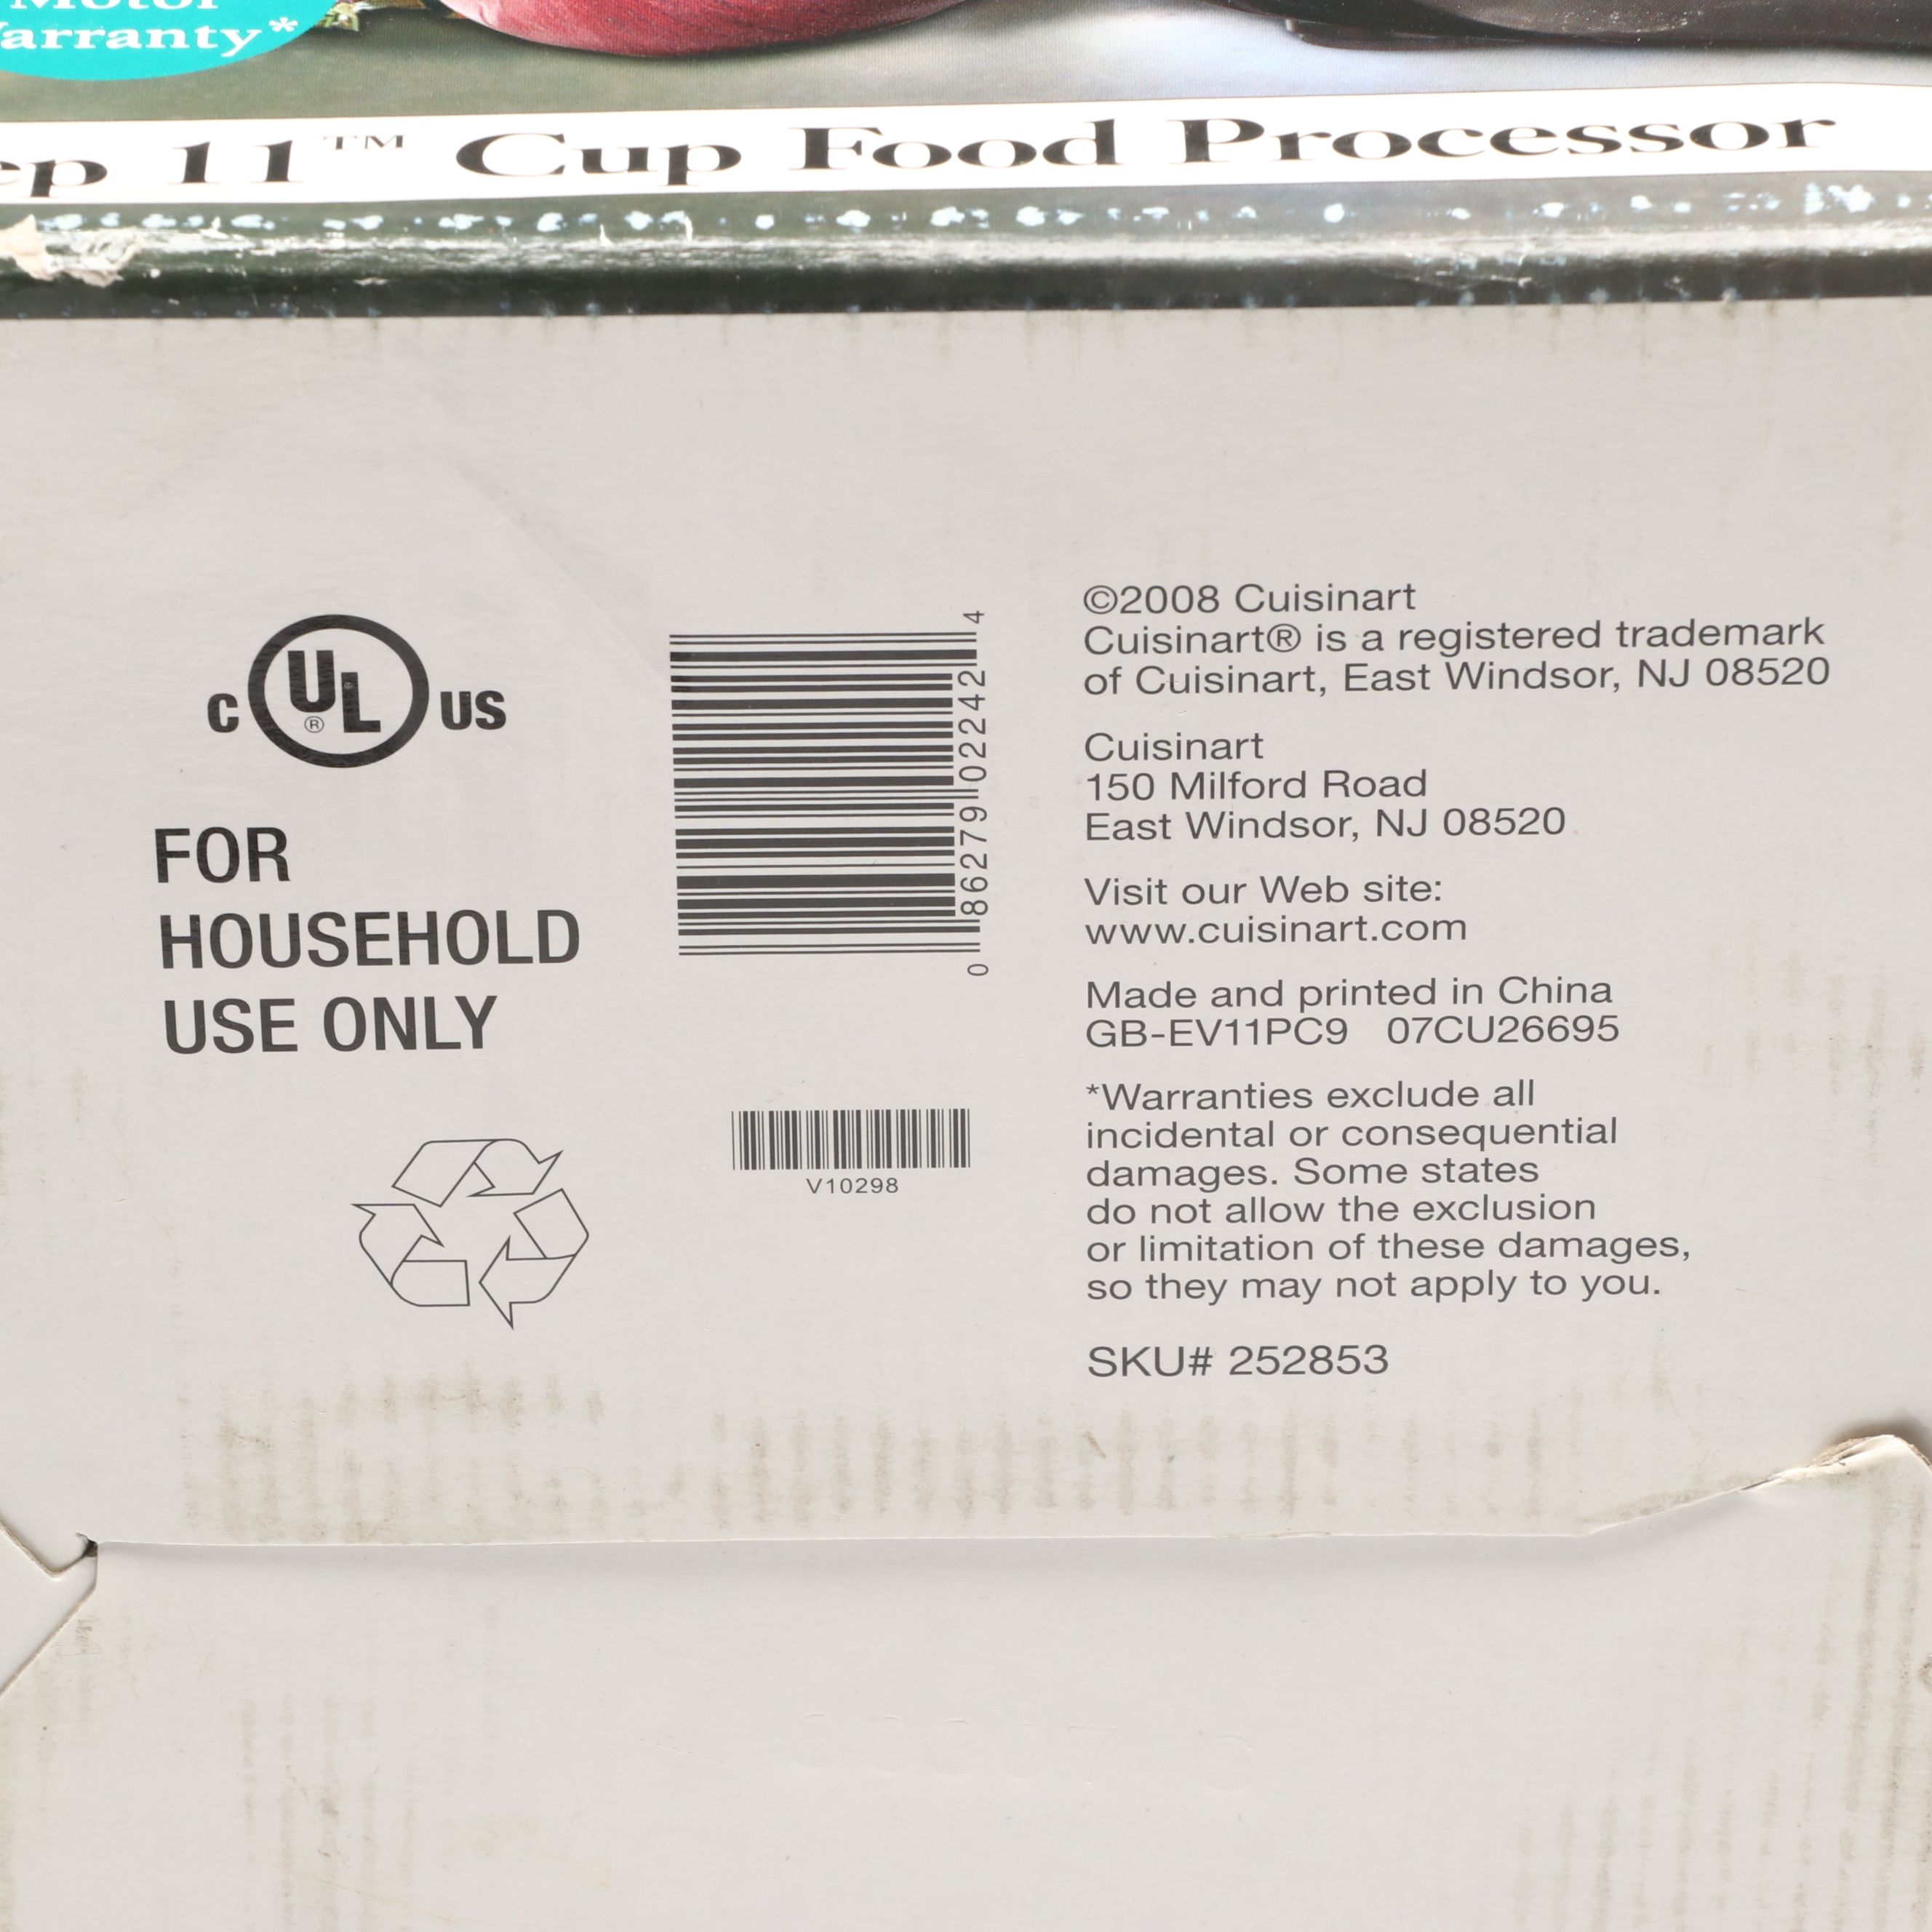 Motor
arranty*
ep 11™ Cup Food Processor
C UL® US
FOR
HOUSEHOLD
USE ONLY
0 86279 02242 4
V10298
©2008 Cuisinart
Cuisinart® is a registered trademark
of Cuisinart, East Windsor, NJ 08520
Cuisinart
150 Milford Road
East Windsor, NJ 08520
Visit our Web site:
www.cuisinart.com
Made and printed in China
GB-EV11PC9 07CU26695
*Warranties exclude all
incidental or consequential
damages. Some states
do not allow the exclusion
or limitation of these damages,
so they may not apply to you.
SKU# 252853